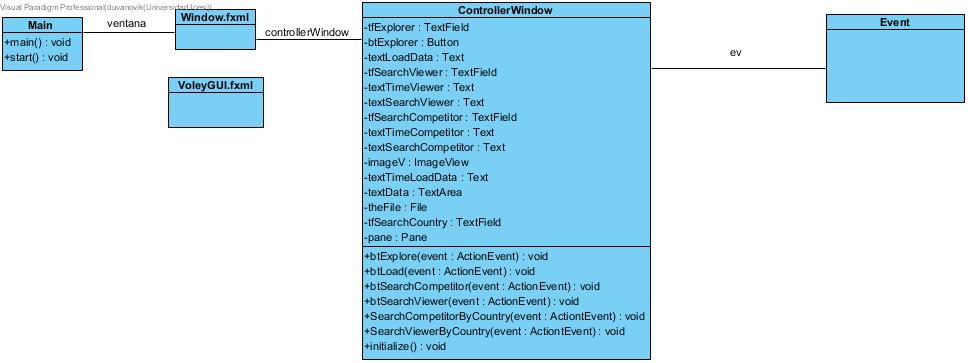 Visual Paradigm Professional(duvanovik(Universidad Icesi))
Main
+main() : void
+start() : void
ventana
Window.fxml
controllerWindow
VoleyGUI.fxml
ControllerWindow
-tfExplorer : TextField
-btExplorer : Button
-textLoadData : Text
-tfSearchViewer : TextField
-textTimeViewer : Text
-textSearchViewer : Text
-tfSearchCompetitor : TextField
-textTimeCompetitor : Text
-textSearchCompetitor : Text
-imageV : ImageView
-textTimeLoadData : Text
-textData : TextArea
-theFile : File
-tfSearchCountry : TextField
-pane : Pane
+btExplore(event : ActionEvent) : void
+btLoad(event : ActionEvent) : void
+btSearchCompetitor(event : ActionEvent) : void
+btSearchViewer(event : ActionEvent) : void
+SearchCompetitorByCountry(event : ActiontEvent) : void
+SearchViewerByCountry(event : ActiontEvent) : void
+initialize() : void
ev
Event